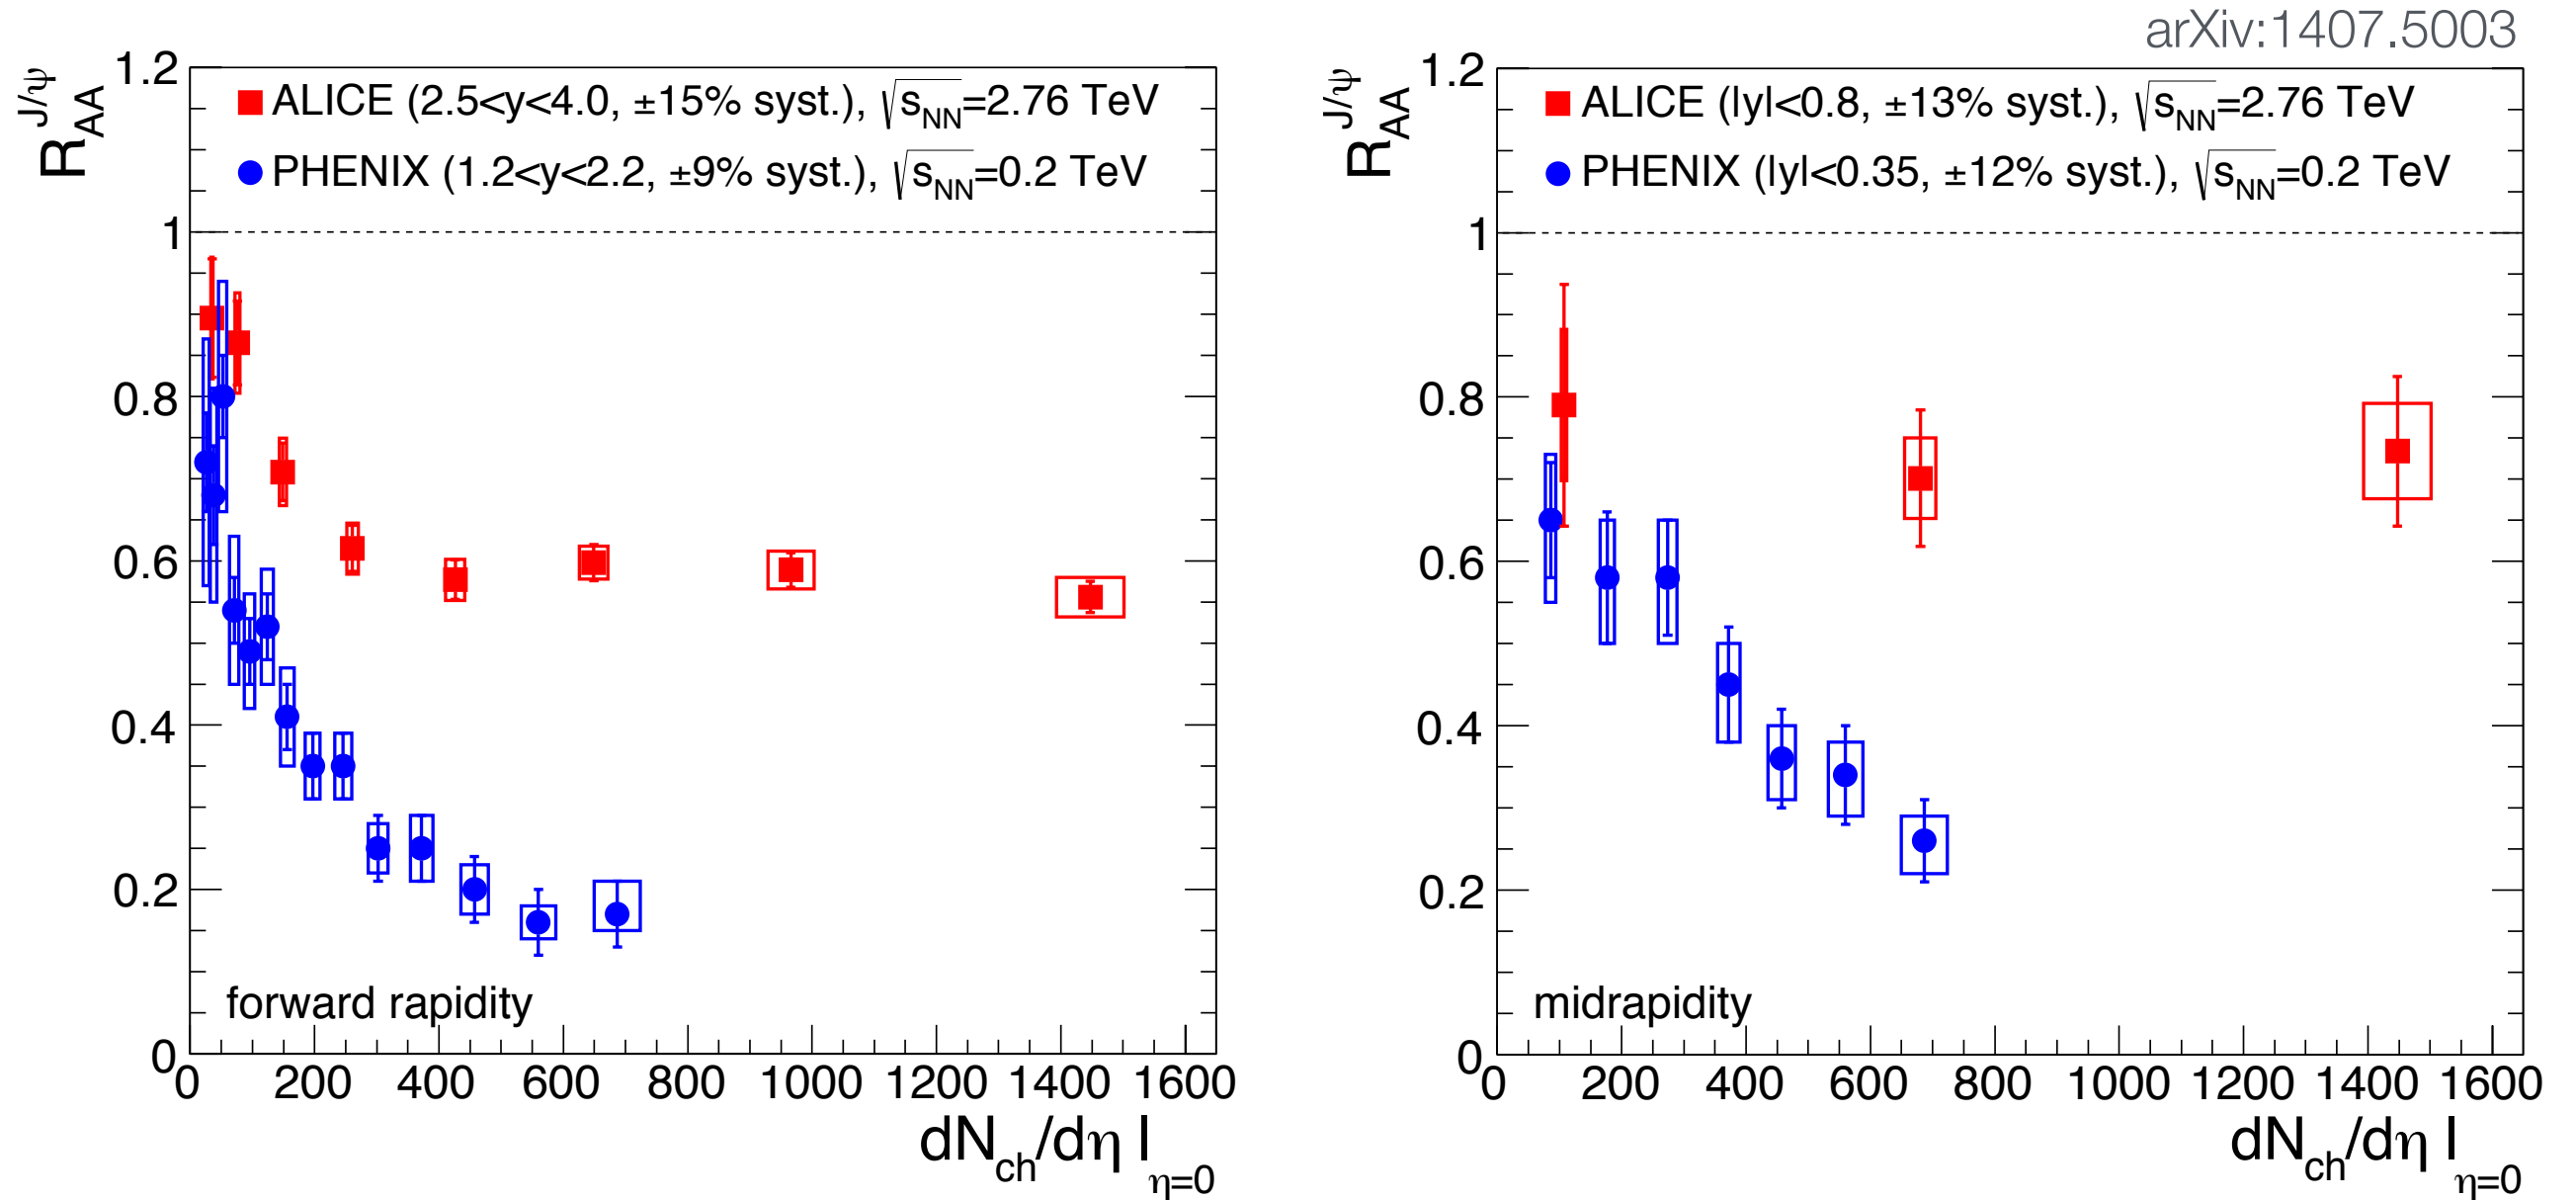 arXiv:1407.5003
R_AA^J/ψ
ALICE (2.5<y<4.0, ±15% syst.), √s_NN=2.76 TeV
PHENIX (1.2<y<2.2, ±9% syst.), √s_NN=0.2 TeV
1.2
1
0.8
0.6
0.4
0.2
0
forward rapidity
0 200 400 600 800 1000 1200 1400 1600
dN_ch/dη |_η=0
R_AA^J/ψ
ALICE (|y|<0.8, ±13% syst.), √s_NN=2.76 TeV
PHENIX (|y|<0.35, ±12% syst.), √s_NN=0.2 TeV
1.2
1
0.8
0.6
0.4
0.2
0
midrapidity
0 200 400 600 800 1000 1200 1400 1600
dN_ch/dη |_η=0